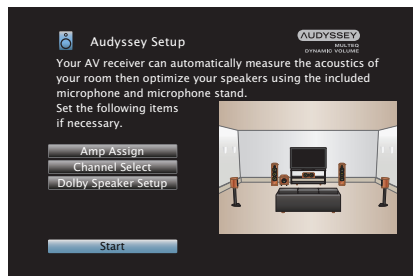 Audyssey Setup
AUDYSSEY
MULTEQ
DYNAMIC VOLUME
Your AV receiver can automatically measure the acoustics of
your room then optimize your speakers using the included
microphone and microphone stand.
Set the following items
if necessary.
Amp Assign
Channel Select
Dolby Speaker Setup
Start